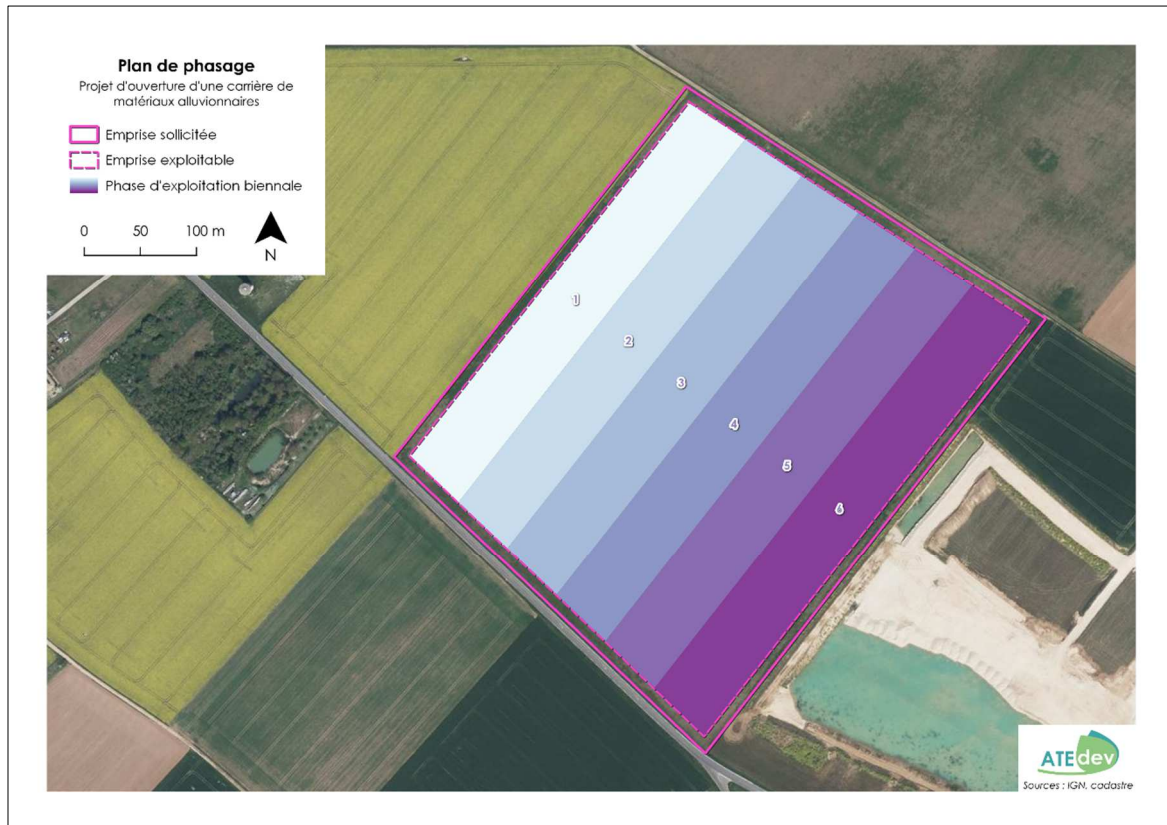 Plan de phasage
Projet d'ouverture d'une carrière de
matériaux alluvionnaires
Emprise sollicitée
Emprise exploitable
Phase d'exploitation biennale
0 50 100 m
N
1
2
3
4
5
6
ATEdev
Sources : IGN, cadastre